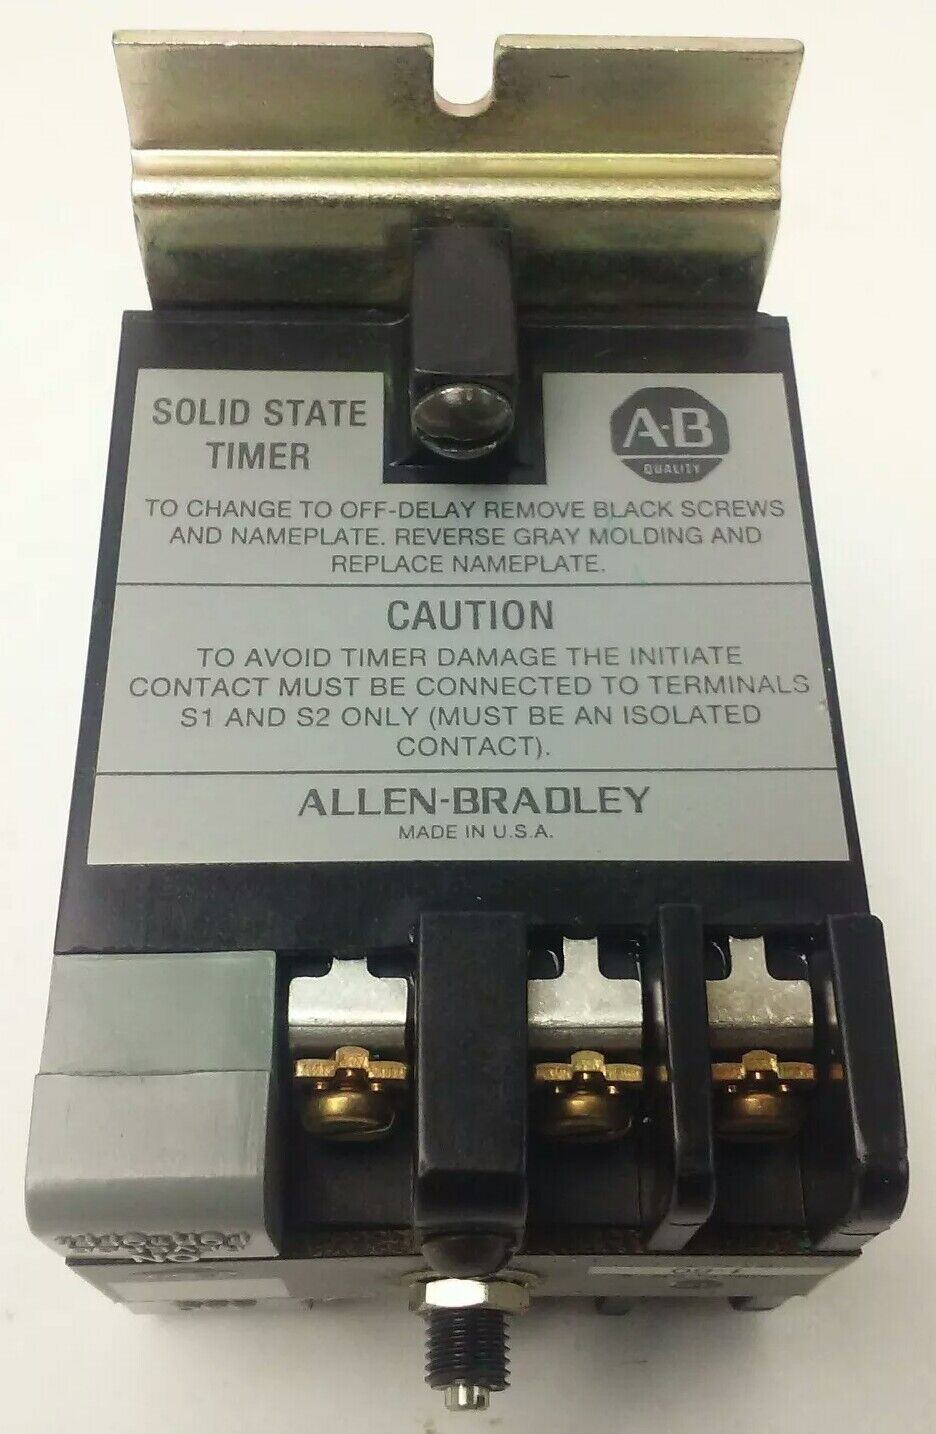 SOLID STATE
TIMER
A-B
QUALITY
TO CHANGE TO OFF-DELAY REMOVE BLACK SCREWS
AND NAMEPLATE. REVERSE GRAY MOLDING AND
REPLACE NAMEPLATE.
CAUTION
TO AVOID TIMER DAMAGE THE INITIATE
CONTACT MUST BE CONNECTED TO TERMINALS
S1 AND S2 ONLY (MUST BE AN ISOLATED
CONTACT).
ALLEN-BRADLEY
MADE IN U.S.A.